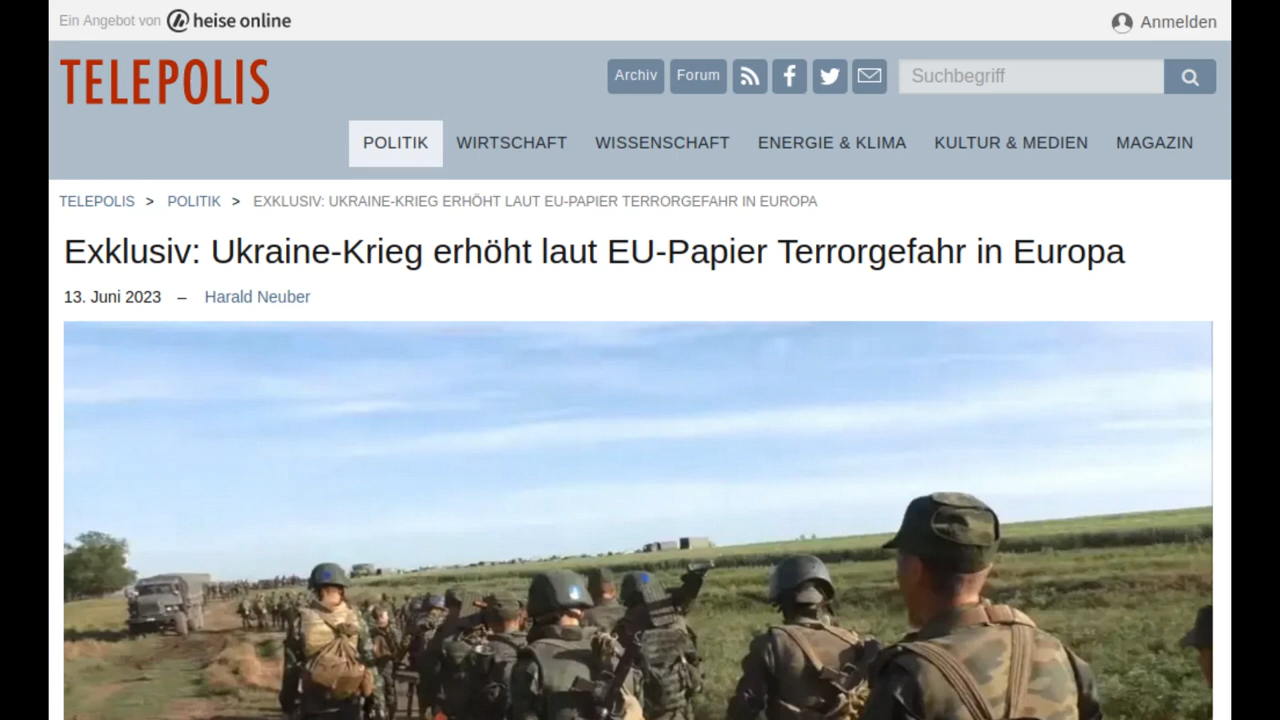 Ein Angebot von heise online
Anmelden
TELEPOLIS
Archiv Forum Suchbegriff
POLITIK WIRTSCHAFT WISSENSCHAFT ENERGIE & KLIMA KULTUR & MEDIEN MAGAZIN
TELEPOLIS > POLITIK > EXKLUSIV: UKRAINE-KRIEG ERHÖHT LAUT EU-PAPIER TERRORGEFAHR IN EUROPA
Exklusiv: Ukraine-Krieg erhöht laut EU-Papier Terrorgefahr in Europa
13. Juni 2023 – Harald Neuber